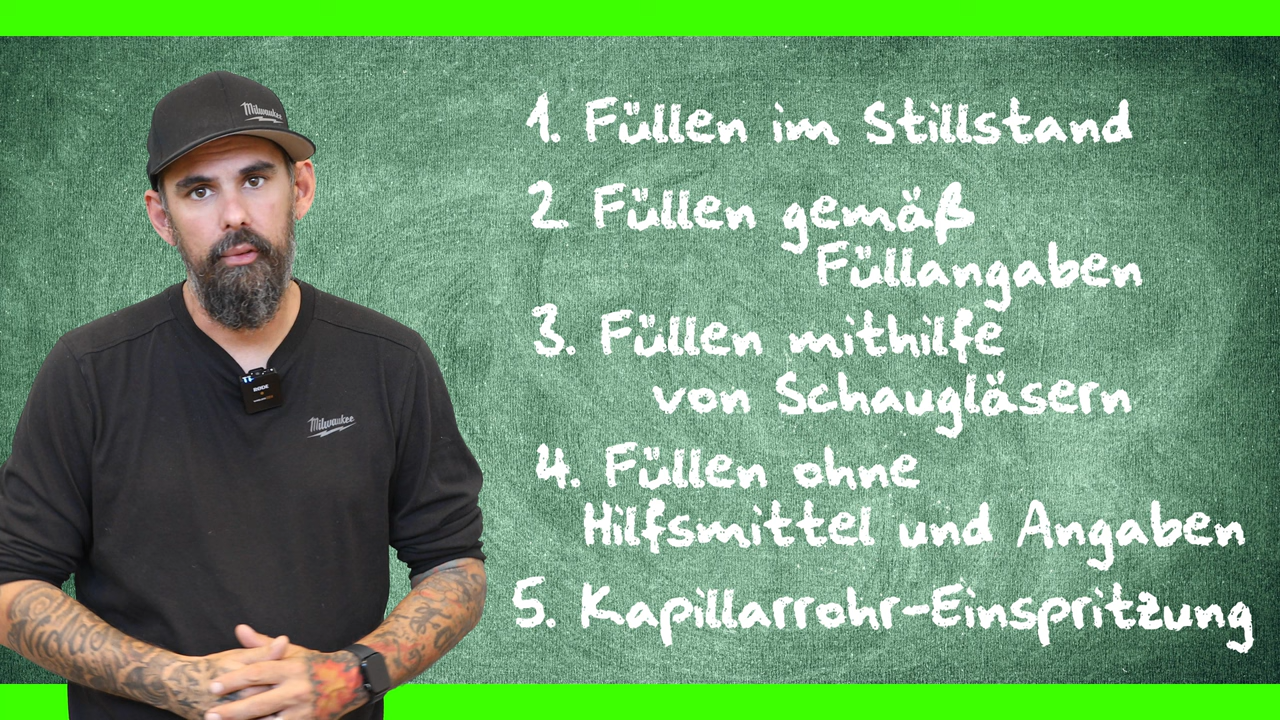 1. Füllen im Stillstand
2. Füllen gemäß
Füllangaben
3. Füllen mithilfe
von Schaugläsern
4. Füllen ohne
Hilfsmittel und Angaben
5. Kapillarrohr-Einspritzung
Milwaukee
RODE
Milwaukee